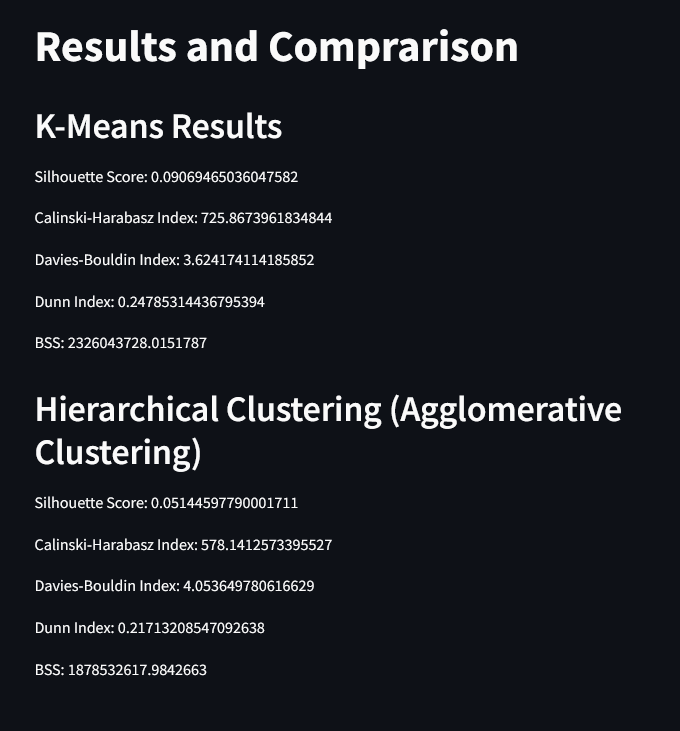 Results and Comprarison
K-Means Results
Silhouette Score: 0.09069465036047582
Calinski-Harabasz Index: 725.8673961834844
Davies-Bouldin Index: 3.624174114185852
Dunn Index: 0.24785314436795394
BSS: 2326043728.0151787
Hierarchical Clustering (Agglomerative
Clustering)
Silhouette Score: 0.05144597790001711
Calinski-Harabasz Index: 578.1412573395527
Davies-Bouldin Index: 4.053649780616629
Dunn Index: 0.21713208547092638
BSS: 1878532617.9842663